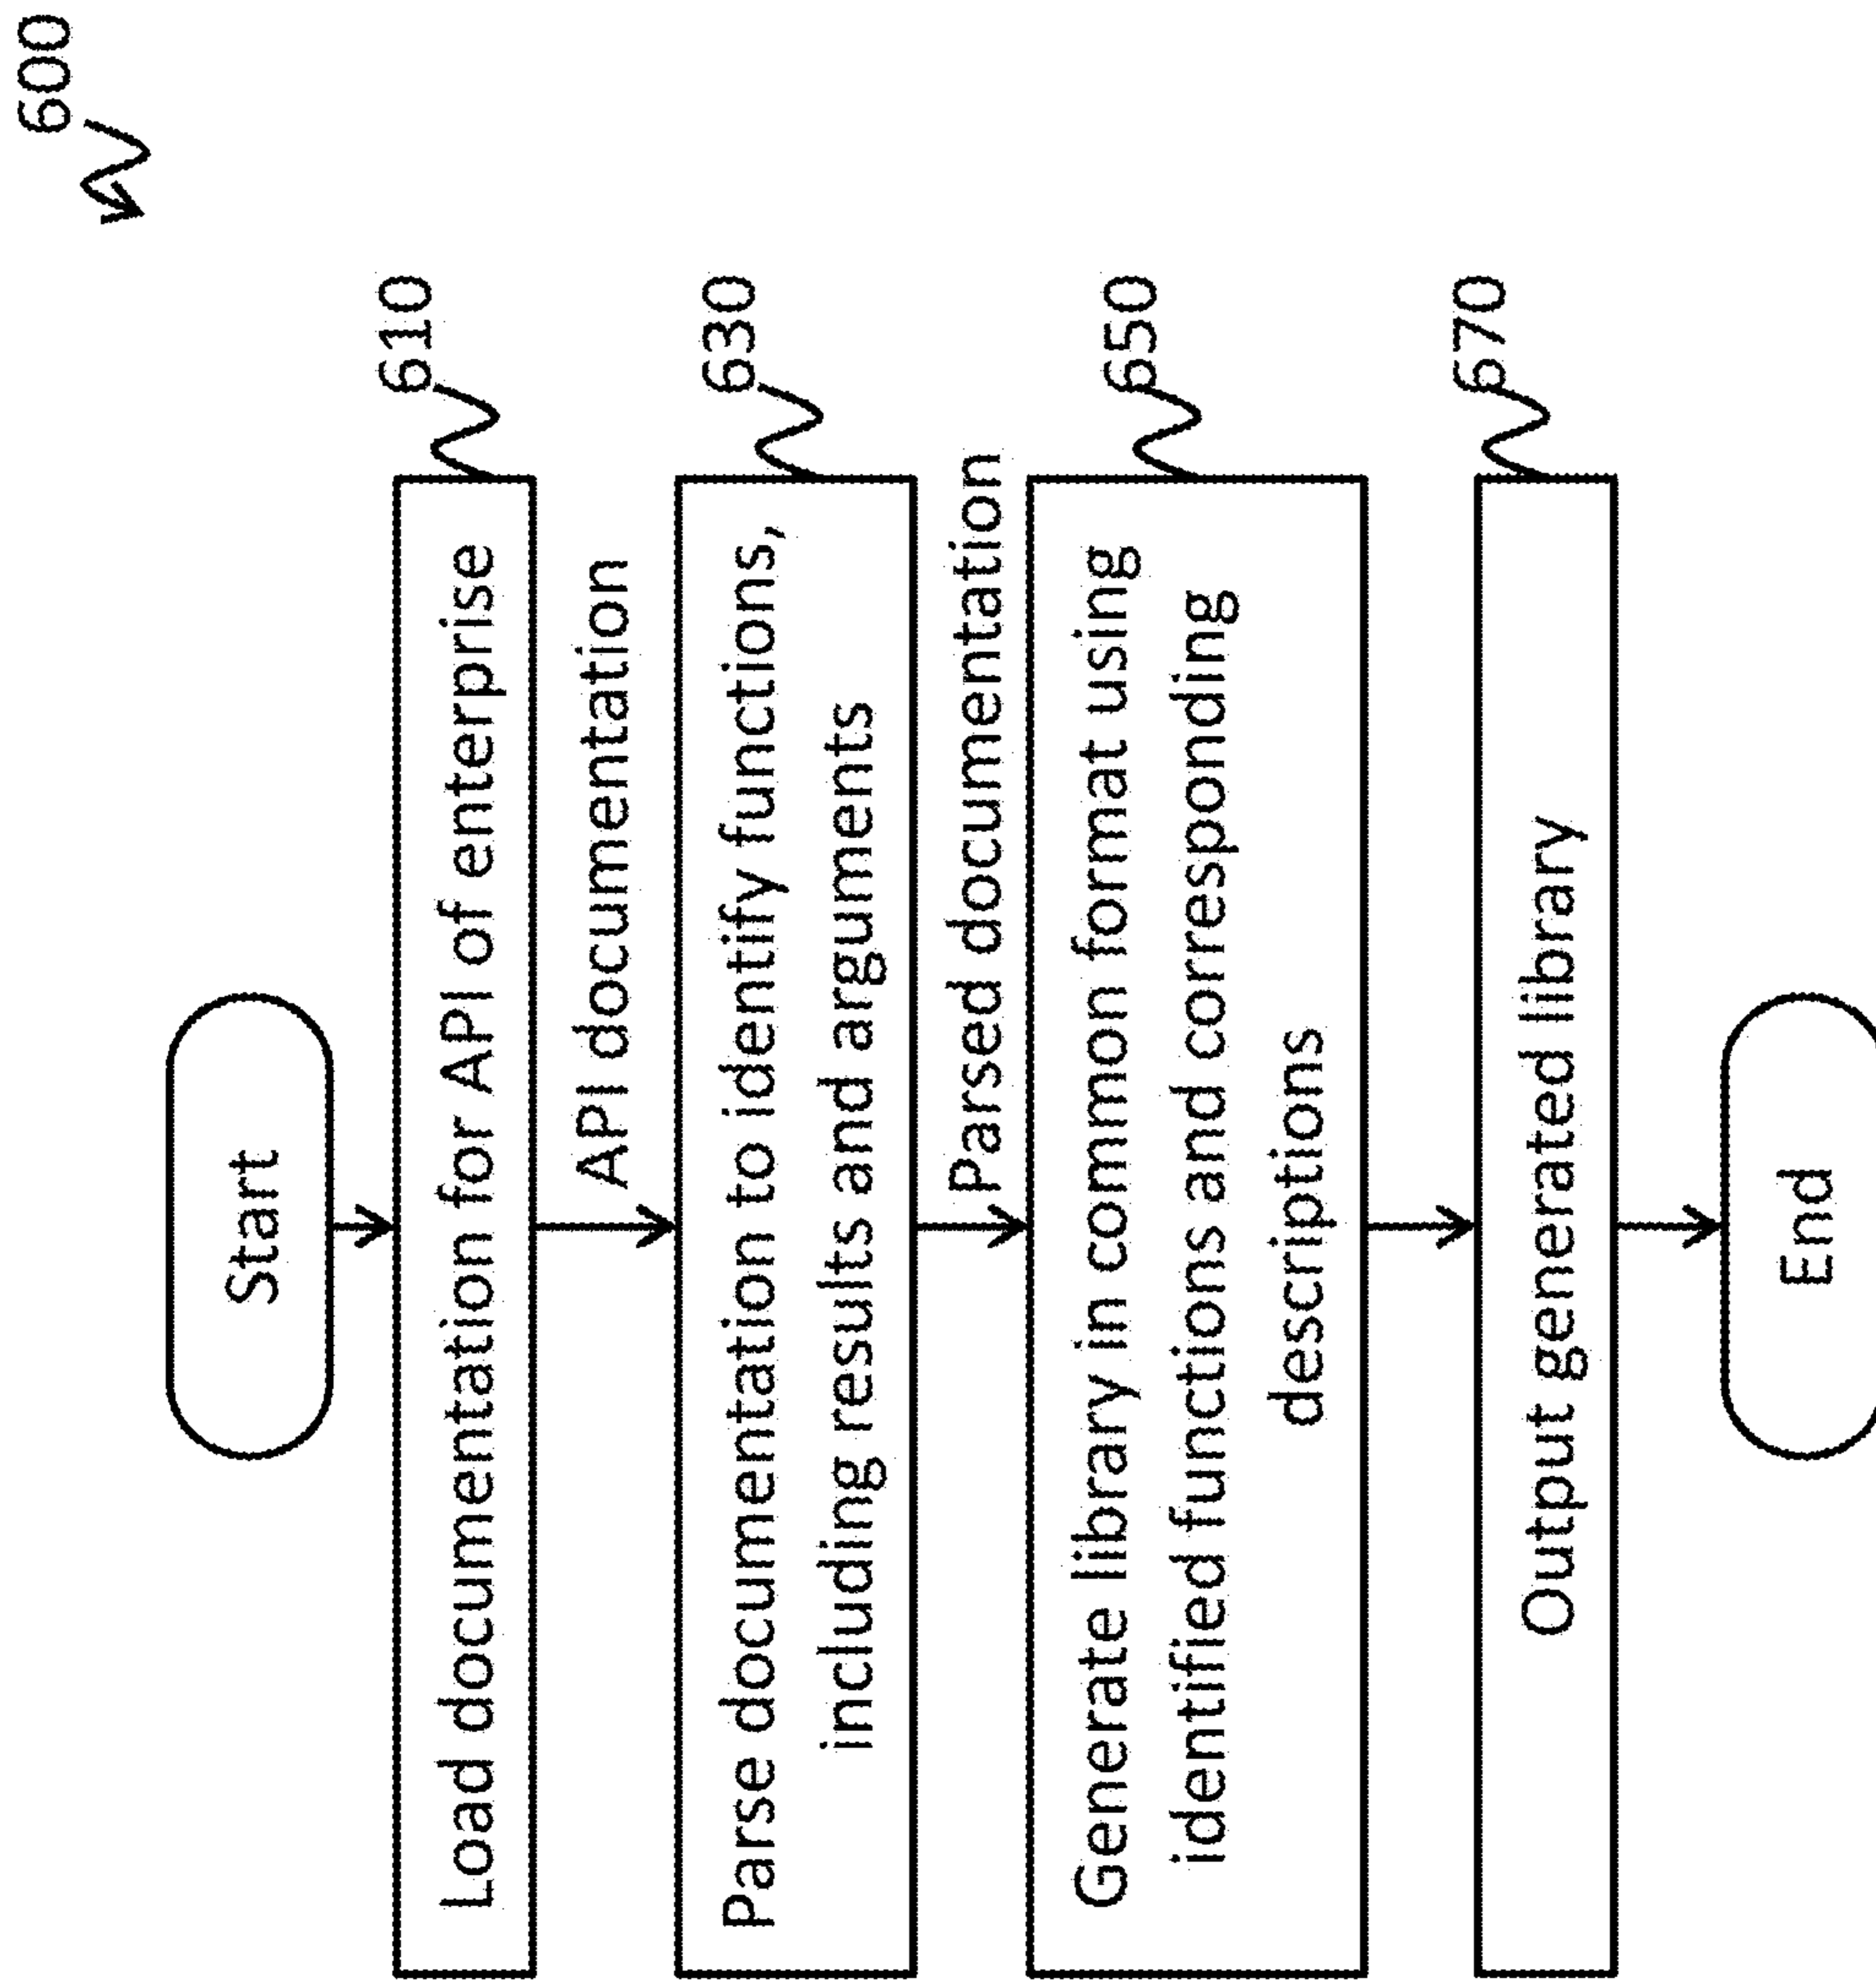 600
Start
610
Load documentation for API of enterprise
API documentation
630
Parse documentation to identify functions,
including results and arguments
Parsed documentation
650
Generate library in common format using
identified functions and corresponding
descriptions
670
Output generated library
End